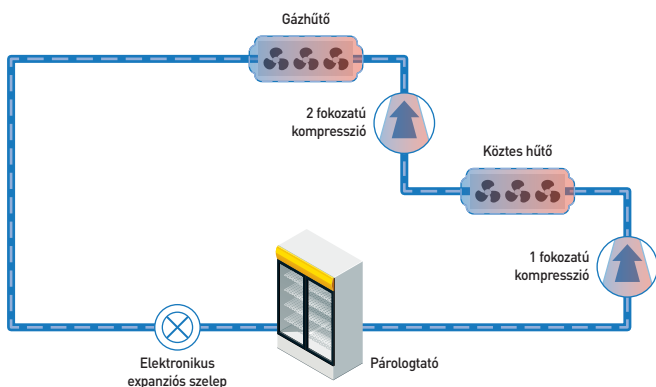 Gázhűtő
2 fokozatú
kompresszió
Köztes hűtő
1 fokozatú
kompresszió
Elektronikus
expanziós szelep
Párologtató